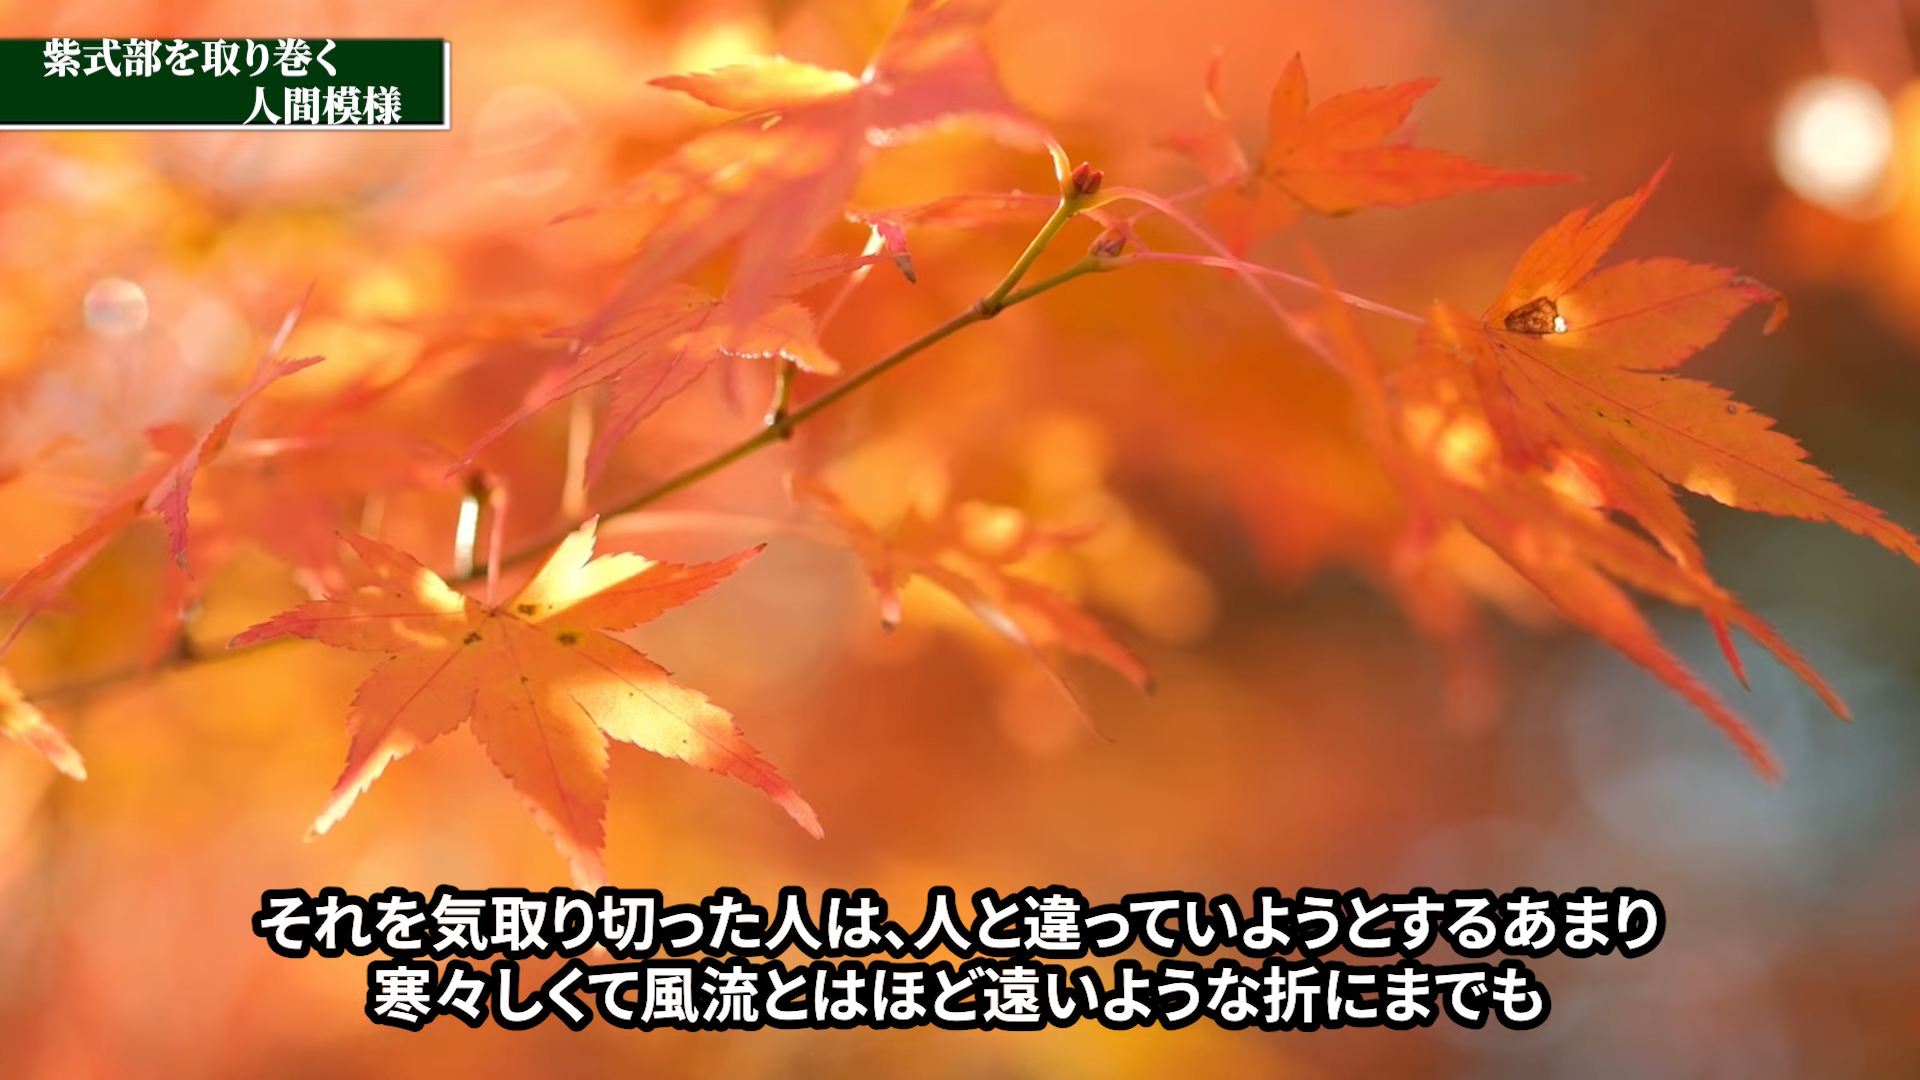 紫式部を取り巻く
人間模様
それを気取り切った人は、人と違っていようとするあまり
寒々しくて風流とはほど遠いような折にまでも